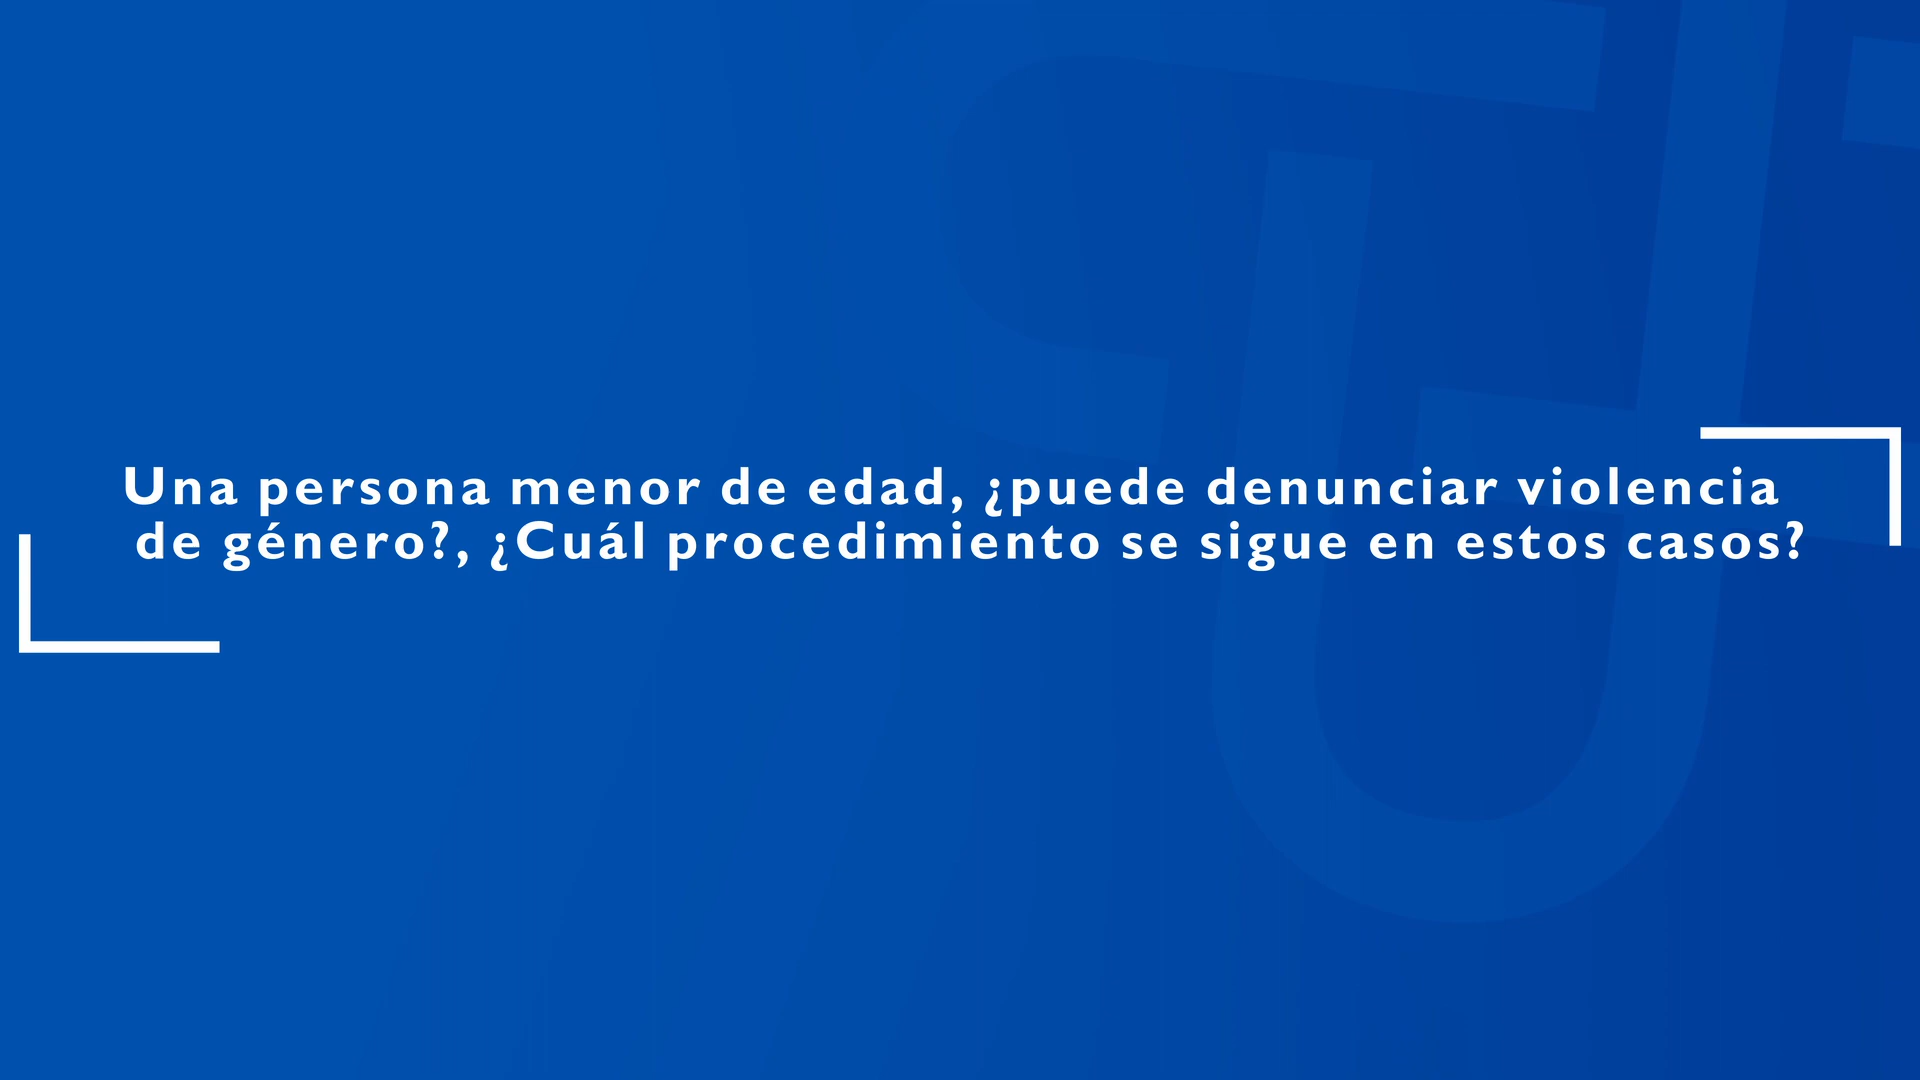 Una persona menor de edad, ¿puede denunciar violencia
de género?, ¿Cuál procedimiento se sigue en estos casos?